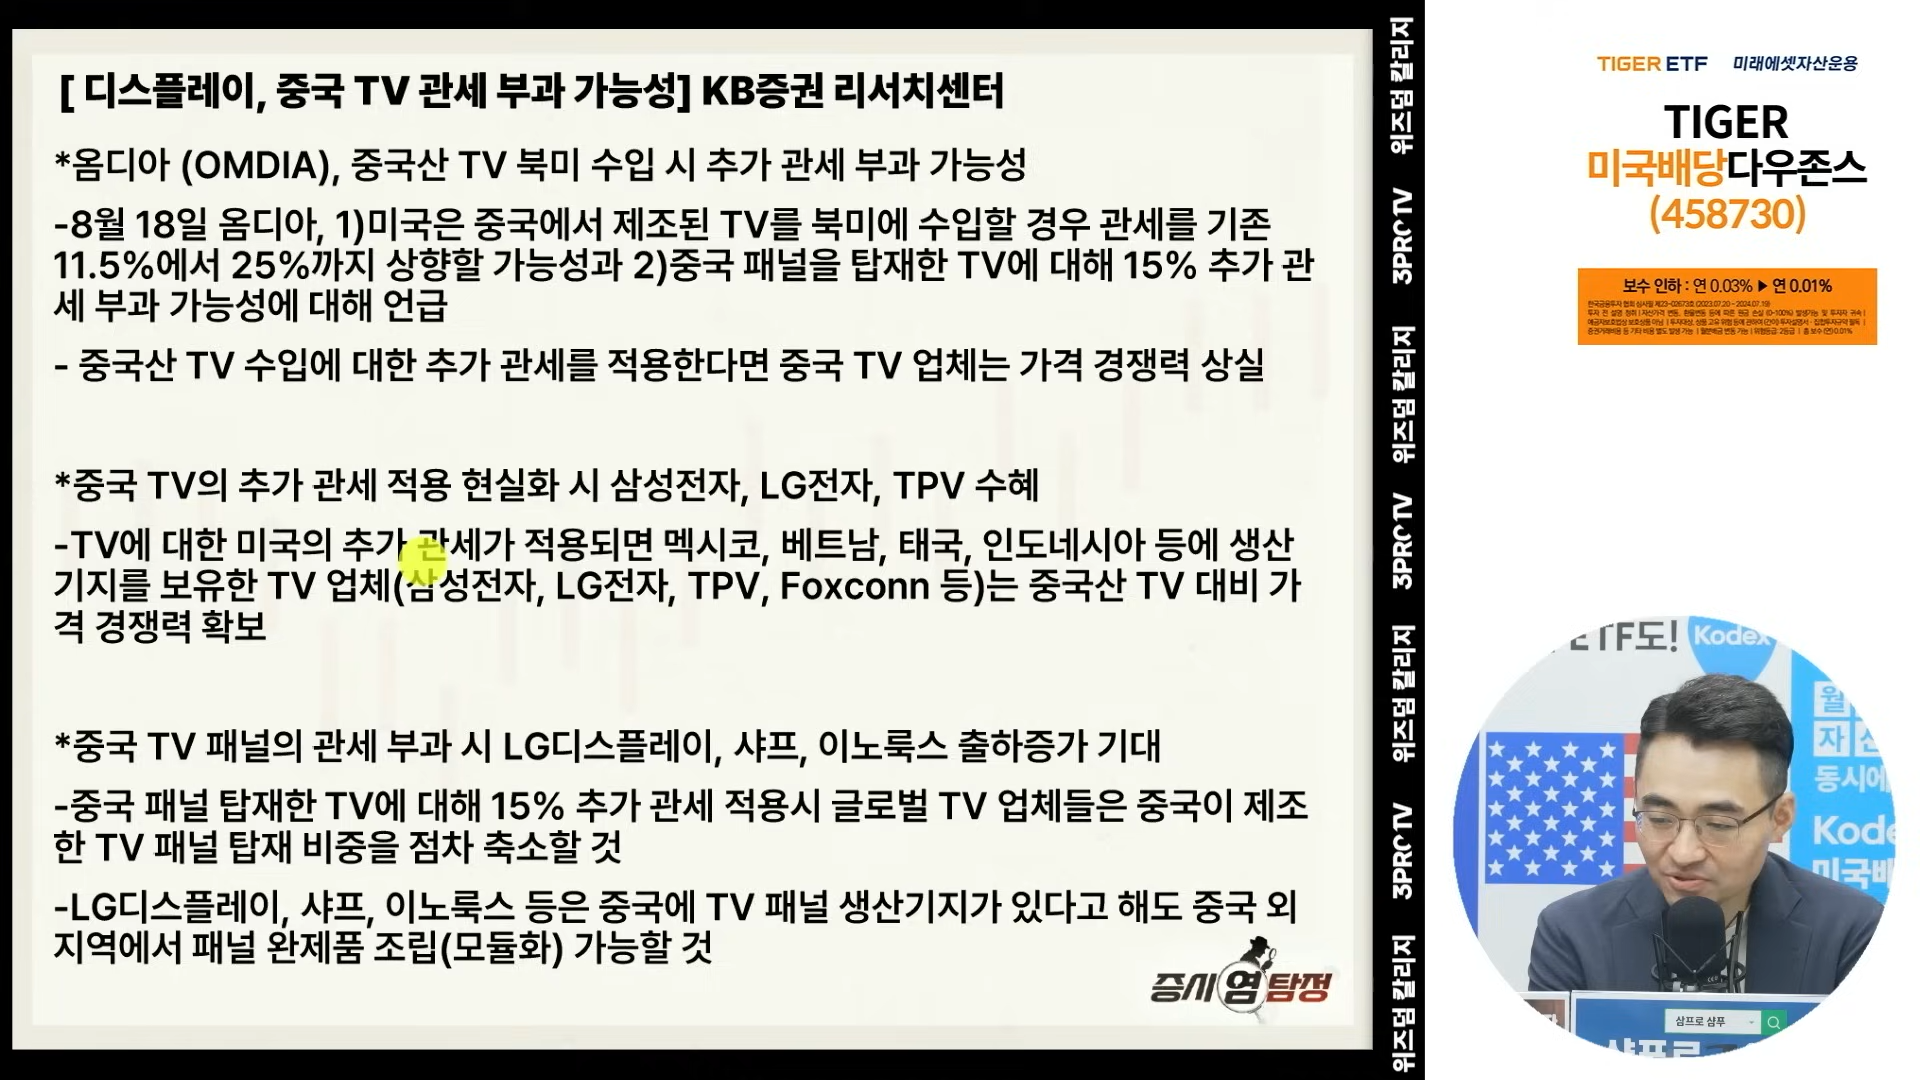 [ 디스플레이, 중국 TV 관세 부과 가능성] KB증권 리서치센터
*옴디아 (OMDIA), 중국산 TV 북미 수입 시 추가 관세 부과 가능성
-8월 18일 옴디아, 1)미국은 중국에서 제조된 TV를 북미에 수입할 경우 관세를 기존
11.5%에서 25%까지 상향할 가능성과 2)중국 패널을 탑재한 TV에 대해 15% 추가 관
세 부과 가능성에 대해 언급
- 중국산 TV 수입에 대한 추가 관세를 적용한다면 중국 TV 업체는 가격 경쟁력 상실
*중국 TV의 추가 관세 적용 현실화 시 삼성전자, LG전자, TPV 수혜
-TV에 대한 미국의 추가 관세가 적용되면 멕시코, 베트남, 태국, 인도네시아 등에 생산
기지를 보유한 TV 업체(삼성전자, LG전자, TPV, Foxconn 등)는 중국산 TV 대비 가
격 경쟁력 확보
*중국 TV 패널의 관세 부과 시 LG디스플레이, 샤프, 이노룩스 출하증가 기대
-중국 패널 탑재한 TV에 대해 15% 추가 관세 적용시 글로벌 TV 업체들은 중국이 제조
한 TV 패널 탑재 비중을 점차 축소할 것
-LG디스플레이, 샤프, 이노룩스 등은 중국에 TV 패널 생산기지가 있다고 해도 중국 외
지역에서 패널 완제품 조립(모듈화) 가능할 것
증시 염 탐정
위즈덤 칼리지
3PROTV
위즈덤 칼리지
3PROTV
위즈덤 칼리지
3PROTV
위즈덤 칼리지
TIGER ETF 미래에셋자산운용
TIGER
미국배당다우존스
(458730)
보수 인하 : 연 0.03% ▶ 연 0.01%
ETF도! Kodex
월
자 산
동시에
Kode
미국배
삼프로 샵푸